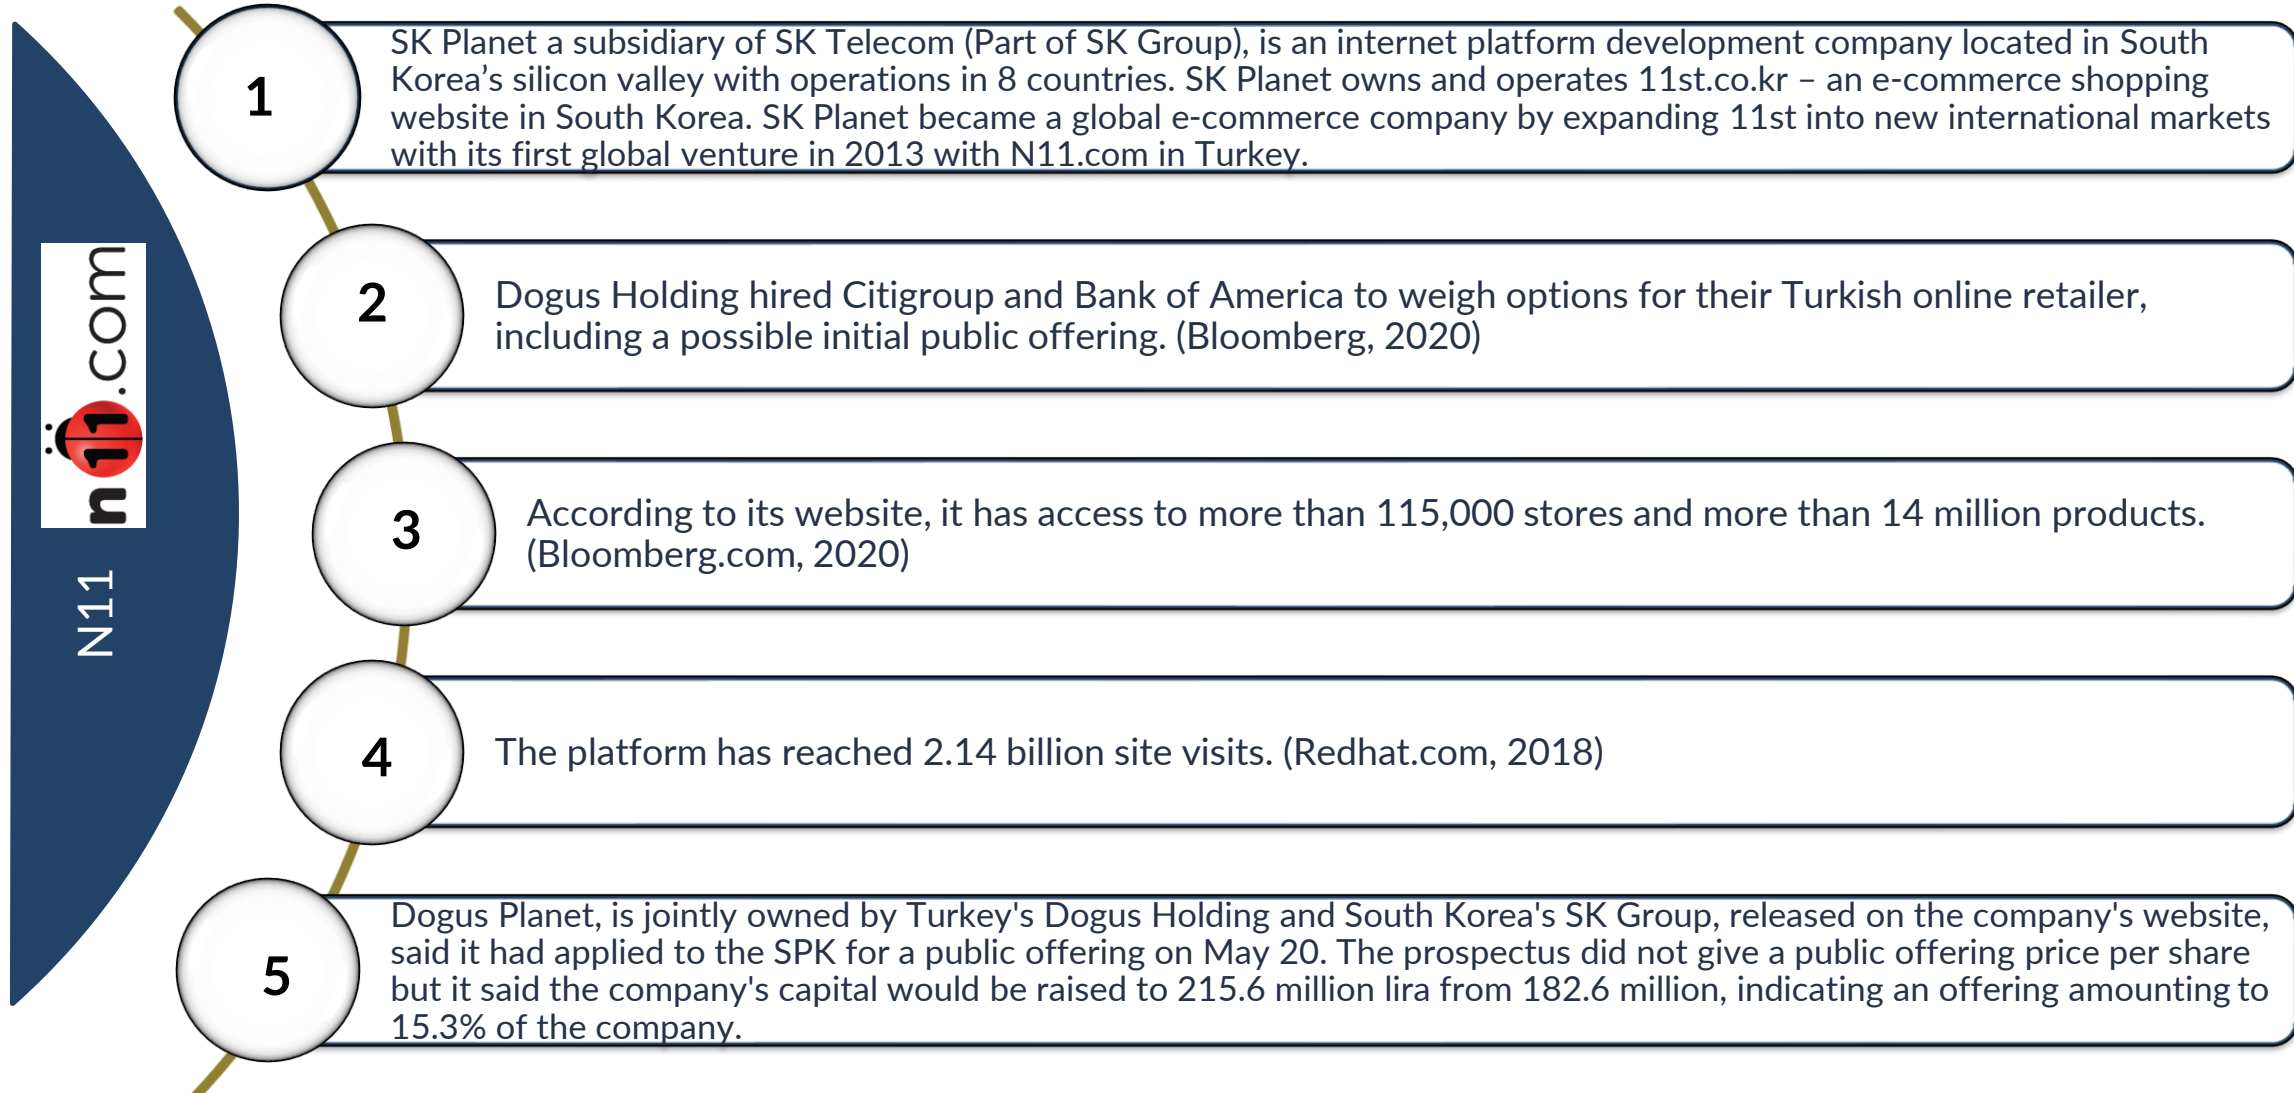 n11.com
N11
1
SK Planet a subsidiary of SK Telecom (Part of SK Group), is an internet platform development company located in South
Korea’s silicon valley with operations in 8 countries. SK Planet owns and operates 11st.co.kr – an e-commerce shopping
website in South Korea. SK Planet became a global e-commerce company by expanding 11st into new international markets
with its first global venture in 2013 with N11.com in Turkey.
2
Dogus Holding hired Citigroup and Bank of America to weigh options for their Turkish online retailer,
including a possible initial public offering. (Bloomberg, 2020)
3
According to its website, it has access to more than 115,000 stores and more than 14 million products.
(Bloomberg.com, 2020)
4
The platform has reached 2.14 billion site visits. (Redhat.com, 2018)
5
Dogus Planet, is jointly owned by Turkey's Dogus Holding and South Korea's SK Group, released on the company's website,
said it had applied to the SPK for a public offering on May 20. The prospectus did not give a public offering price per share
but it said the company's capital would be raised to 215.6 million lira from 182.6 million, indicating an offering amounting to
15.3% of the company.